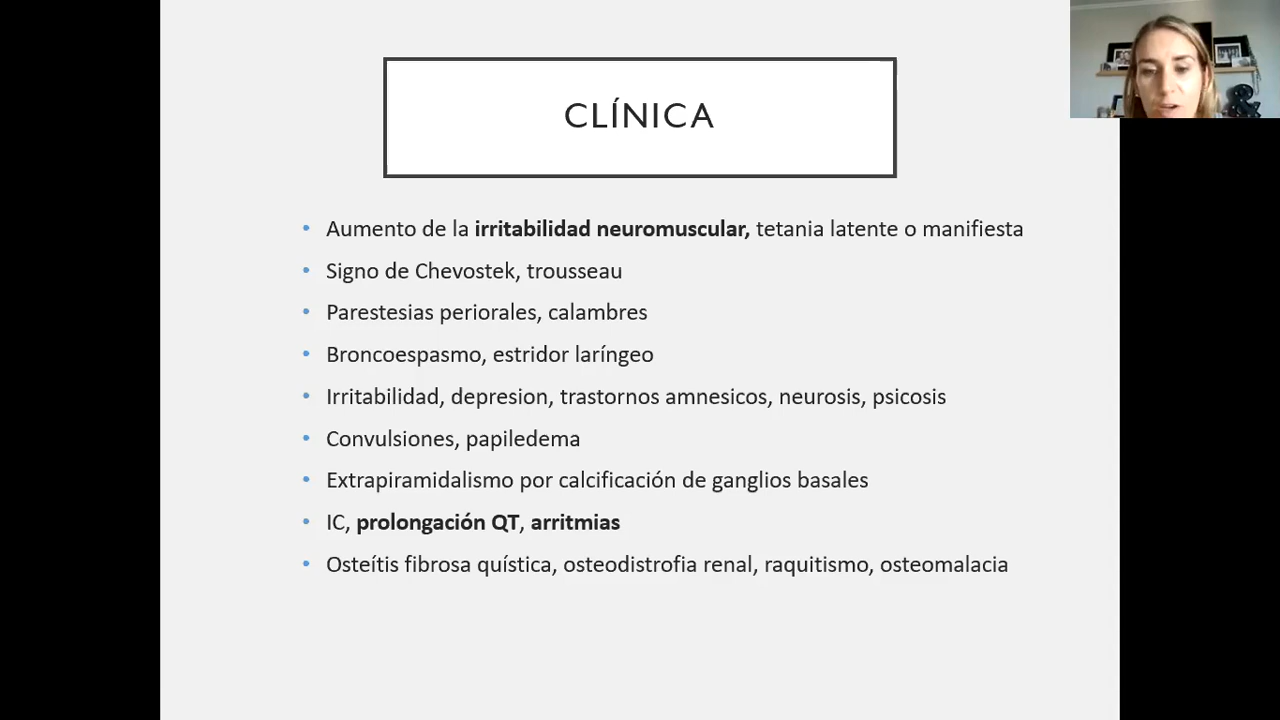 CLÍNICA
• Aumento de la irritabilidad neuromuscular, tetania latente o manifiesta
• Signo de Chevostek, trousseau
• Parestesias periorales, calambres
• Broncoespasmo, estridor laríngeo
• Irritabilidad, depresion, trastornos amnesicos, neurosis, psicosis
• Convulsiones, papiledema
• Extrapiramidalismo por calcificación de ganglios basales
• IC, prolongación QT, arritmias
• Osteítis fibrosa quística, osteodistrofia renal, raquitismo, osteomalacia